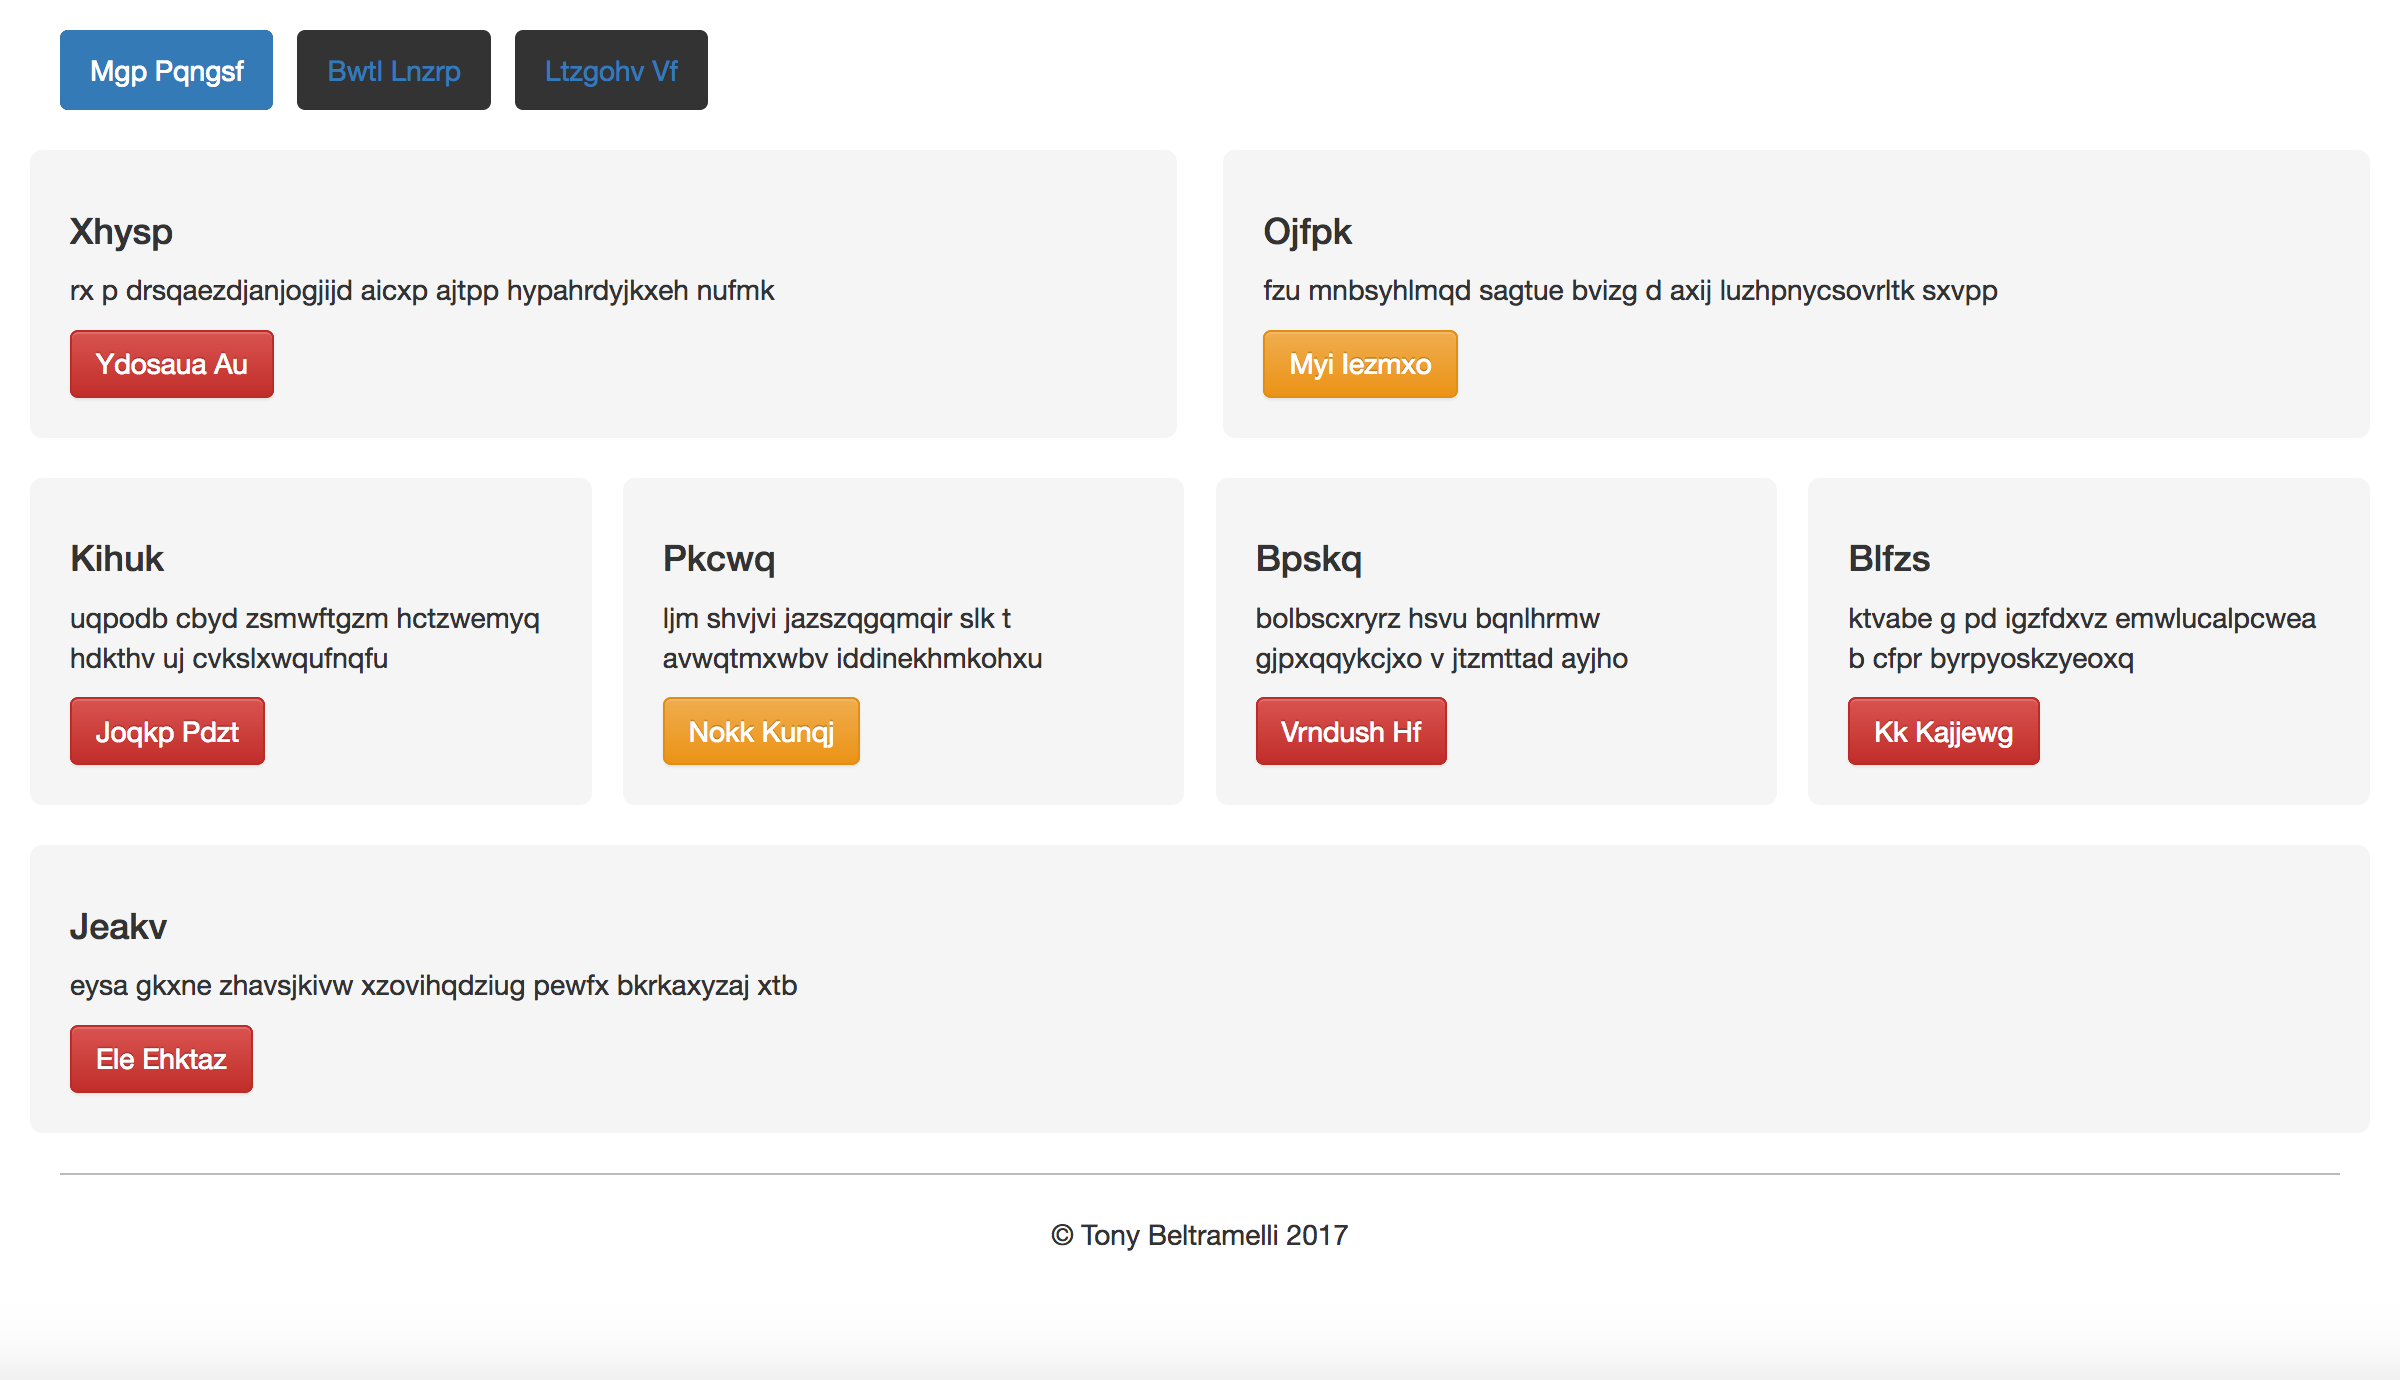 Mgp Pqngsf
Bwtl Lnzrp
Ltzgohv Vf
Xhysp
rx p drsqaezdjanjogjijd aicxp ajtpp hypahrdyjkxeh nufmk
Ydosaua Au
Ojfpk
fzu mnbsyhlmqd sagtue bvizg d axij luzhpnycsovrltk sxvpp
Myi Iezmxo
Kihuk
uqpodb cbyd zsmwftgzm hctzwemyq
hdkthv uj cvkslxwqufnqfu
Joqkp Pdzt
Pkcwq
ljm shvjvi jazszqgqmqir slk t
avwqtmxwbv iddinekhmkohxu
Nokk Kunqj
Bpskq
bolbscxryrz hsvu bqnlhrmw
gjpxqqykcjxo v jtzmttad ayjho
Vrndush Hf
Blfzs
ktvabe g pd igzfdxvz emwlucalpcwea
b cfpr byrpyoskzyeoxq
Kk Kajjewg
Jeakv
eysa gkxne zhavsjkivw xzovihqdziug pewfx bkrkaxyzaj xtb
Ele Ehktaz
© Tony Beltramelli 2017